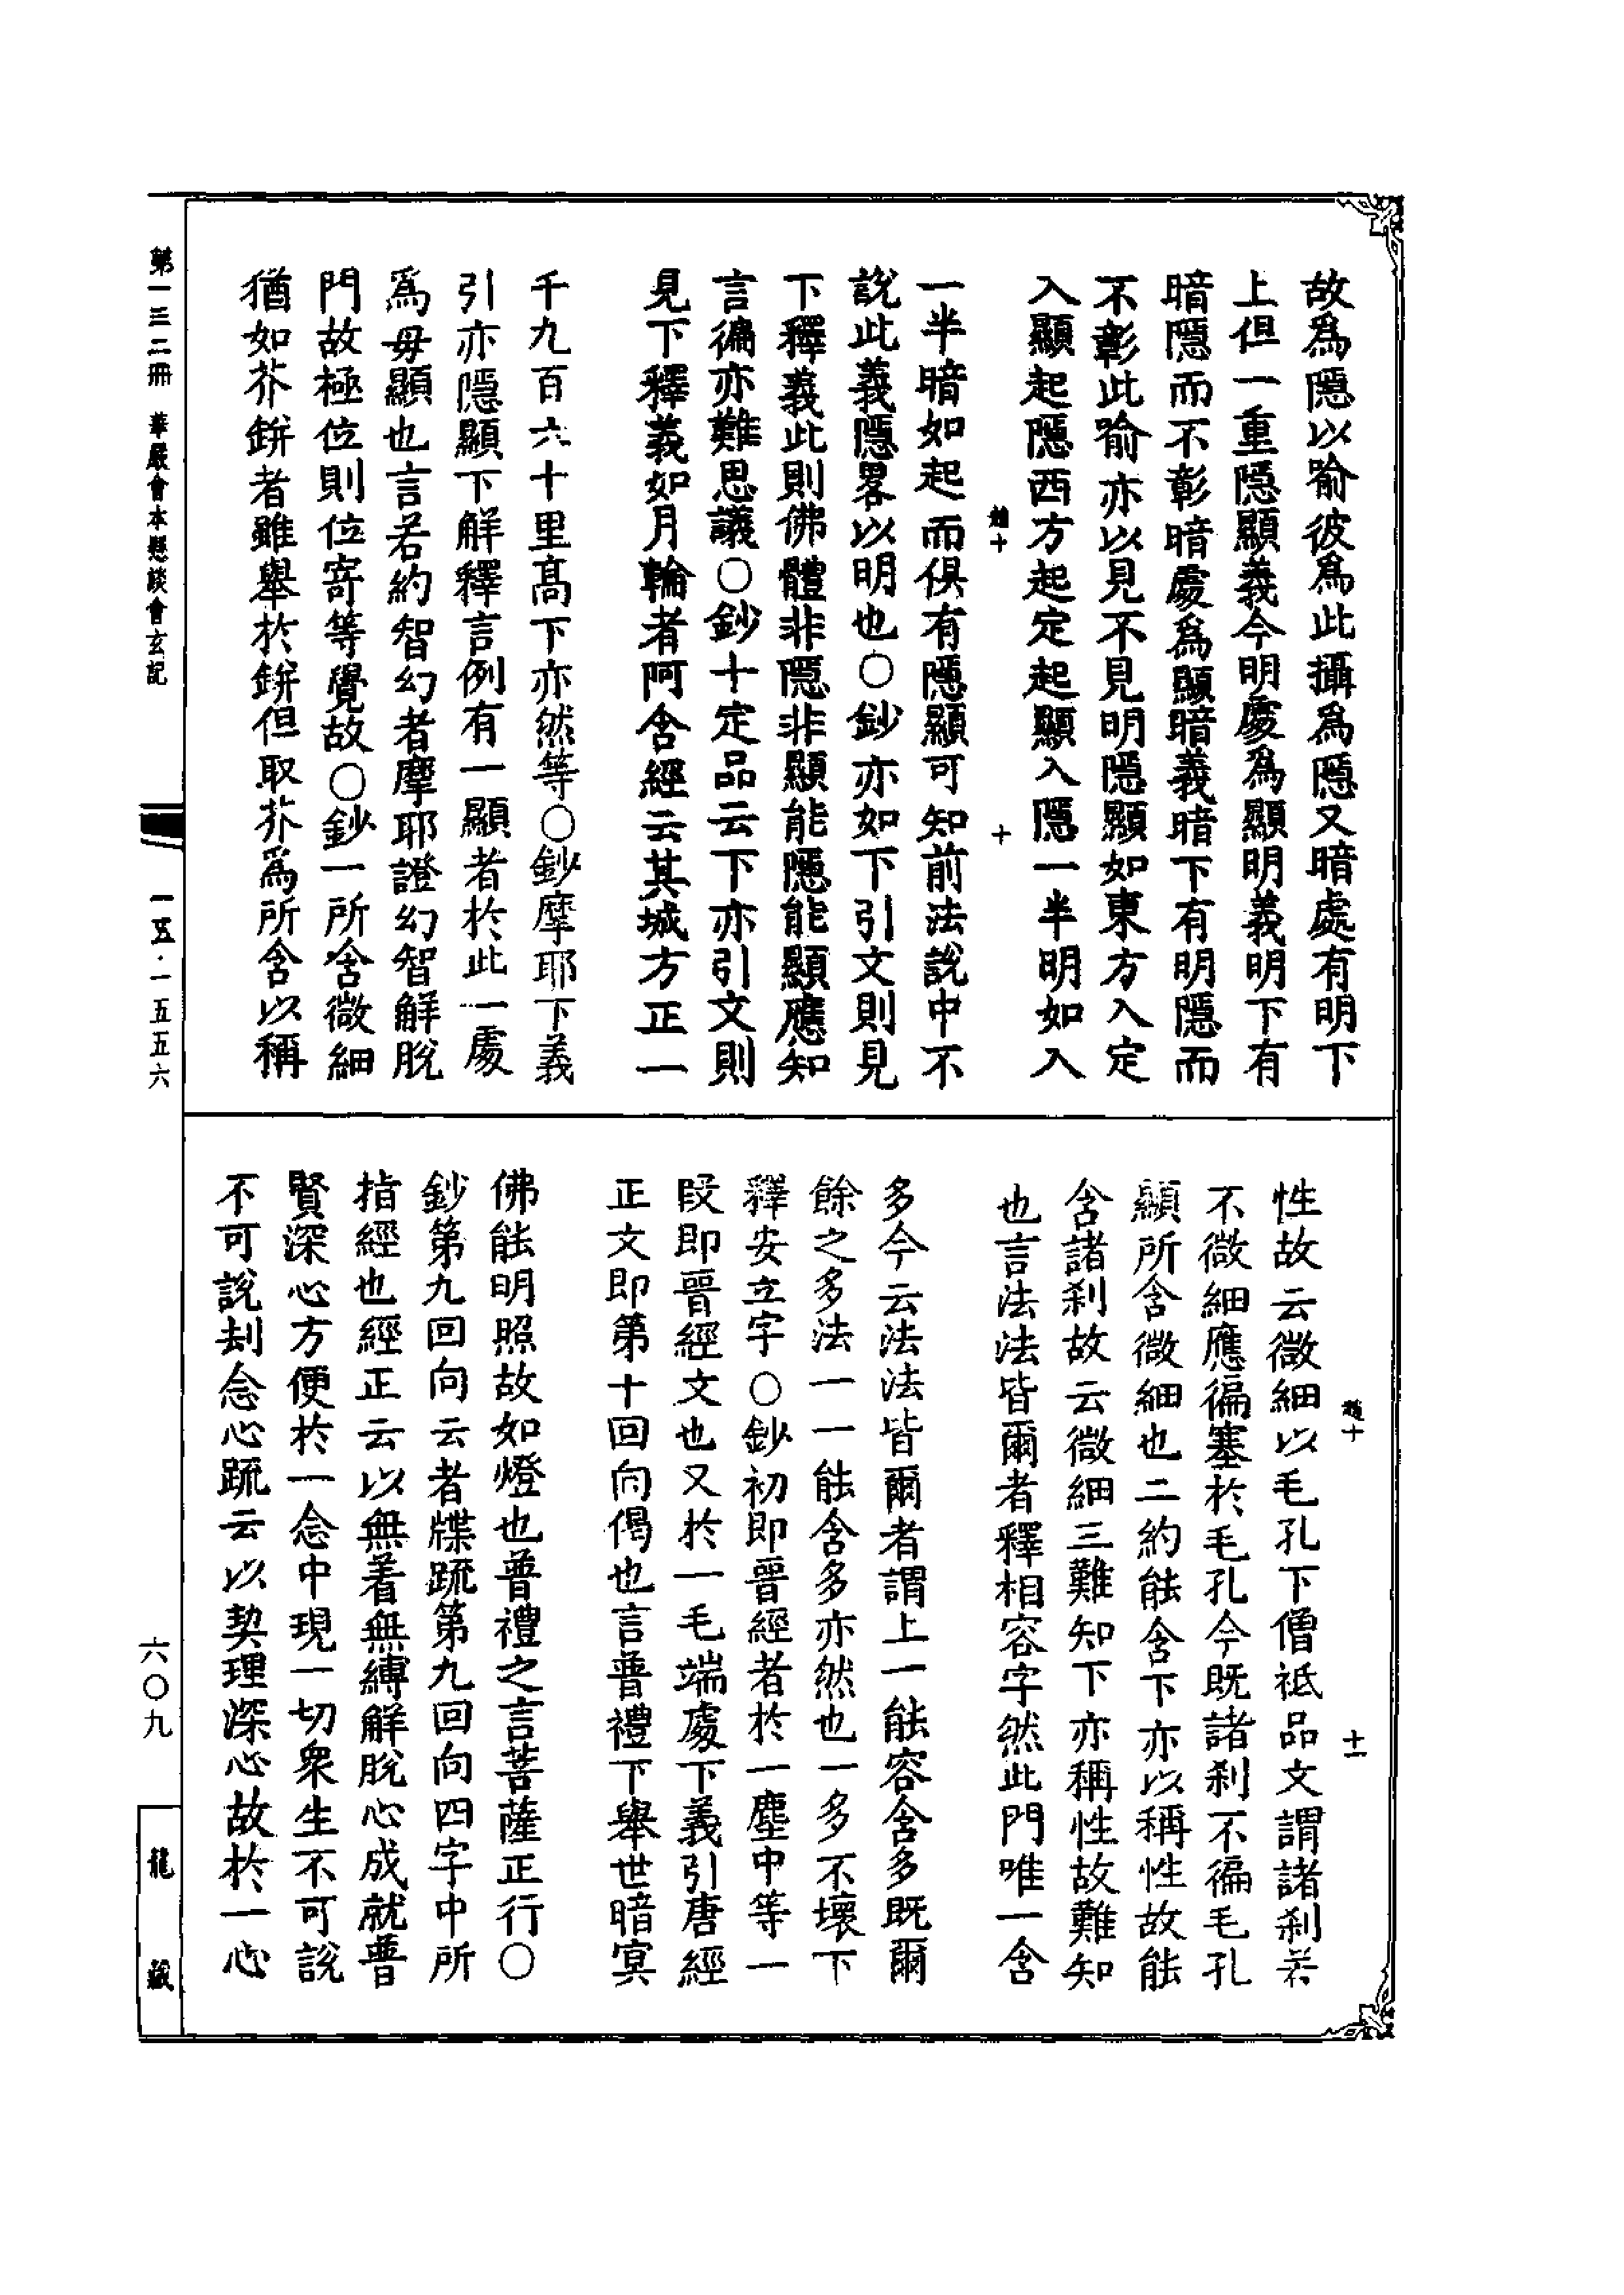 故爲隱以喻彼爲此攝爲隱又暗處有明下
上但一重隱顯義今明處爲顯明義明下有
暗隱而不彰暗處爲顯暗義暗下有明隱而
不彰此喻亦以見不見明隱顯如東方入定
入顯起隱西方起定起顯入隱一半明如入
趙十
十
一半暗如起而俱有隱顯可知前法說中不
說此義隱畧以明也〇鈔亦如下引文則見
下釋義此則佛體非隱非顯能隱能顯應知
言徧亦難思議〇鈔十定品云下亦引文則
見下釋義如月輪者阿含經云其城方正一
千九百六十里高下亦然等〇鈔摩耶下義
引亦隱顯下解釋言例有一顯者於此一處
爲母顯也言若約智幻者摩耶證幻智解脫
門故極位則位寄等覺故〇鈔一所含微細
猶如芥缾者雖舉於缾但取芥爲所含以稱
趙十
十一
性故云微細以毛孔下僧祇品文謂諸刹若
不微細應徧塞於毛孔今既諸刹不徧毛孔
顯所含微細也二約能含下亦以稱性故能
含諸刹故云微細三難知下亦稱性故難知
也言法法皆爾者釋相容字然此門唯一含
多今云法法皆爾者謂上一能容含多既爾
餘之多法一一能含多亦然也一多不壞下
釋安立字〇鈔初即晉經者於一塵中等一
段即晉經文也又於一毛端處下義引唐經
正文即第十回向偈也言普禮下舉世暗冥
佛能明照故如燈也普禮之言菩薩正行〇
鈔第九回向云者牒疏第九回向四字中所
指經也經正云以無着無縛解脫心成就普
賢深心方便於一念中現一切衆生不可說
不可說刦念心疏云以契理深心故於一心
第一三二冊 華嚴會本懸談會玄記
一五·一五五六
六〇九
龍藏